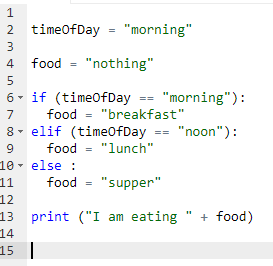 1
2 timeOfDay = "morning"
3
4 food = "nothing"
5
6 if (timeOfDay == "morning"):
7   food = "breakfast"
8 elif (timeOfDay == "noon"):
9   food = "lunch"
10 else :
11   food = "supper"
12
13 print ("I am eating " + food)
14
15